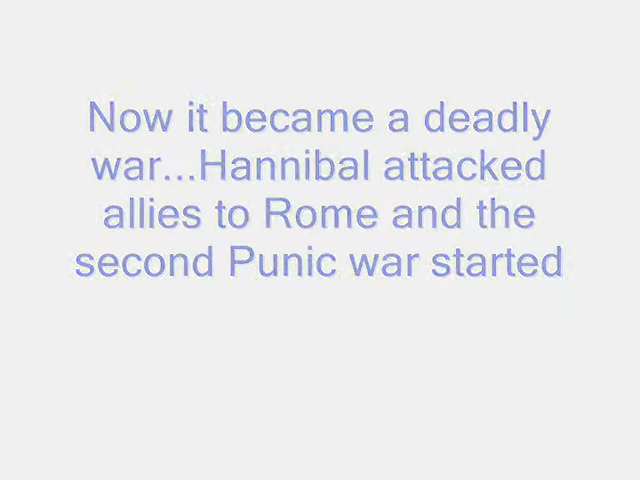 Now it became a deadly
war...Hannibal attacked
allies to Rome and the
second Punic war started